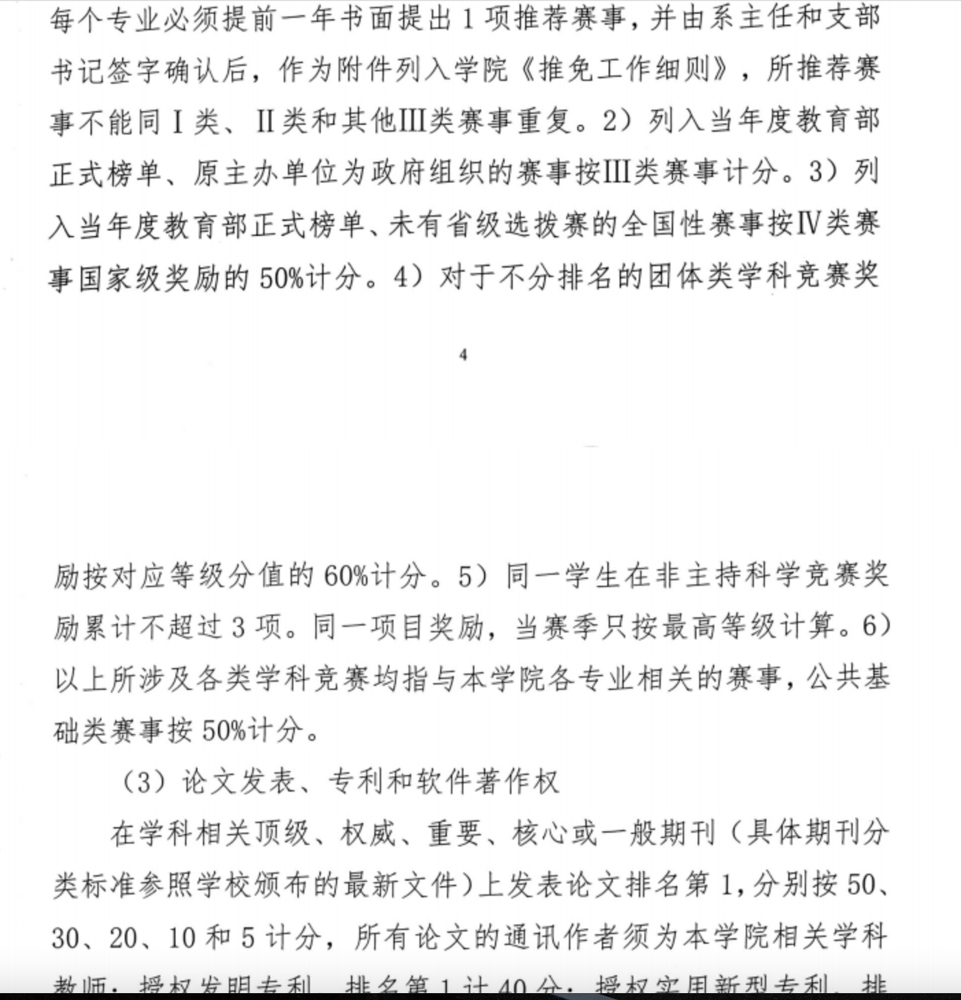 每个专业必须提前一年书面提出 1 项推荐赛事，并由系主任和支部
书记签字确认后，作为附件列入学院《推免工作细则》，所推荐赛
事不能同Ⅰ类、Ⅱ类和其他Ⅲ类赛事重复。2）列入当年度教育部
正式榜单、原主办单位为政府组织的赛事按Ⅲ类赛事计分。3）列
入当年度教育部正式榜单、未有省级选拨赛的全国性赛事按Ⅳ类赛
事国家级奖励的 50%计分。4）对于不分排名的团体类学科竞赛奖
4
励按对应等级分值的 60%计分。5）同一学生在非主持科学竞赛奖
励累计不超过 3 项。同一项目奖励，当赛季只按最高等级计算。6）
以上所涉及各类学科竞赛均指与本学院各专业相关的赛事，公共基
础类赛事按 50%计分。
（3）论文发表、专利和软件著作权
在学科相关顶级、权威、重要、核心或一般期刊（具体期刊分
类标准参照学校颁布的最新文件）上发表论文排名第 1，分别按 50、
30、20、10 和 5 计分，所有论文的通讯作者须为本学院相关学科
教师；授权发明专利，排名第 1 计 40 分；授权实用新型专利，排